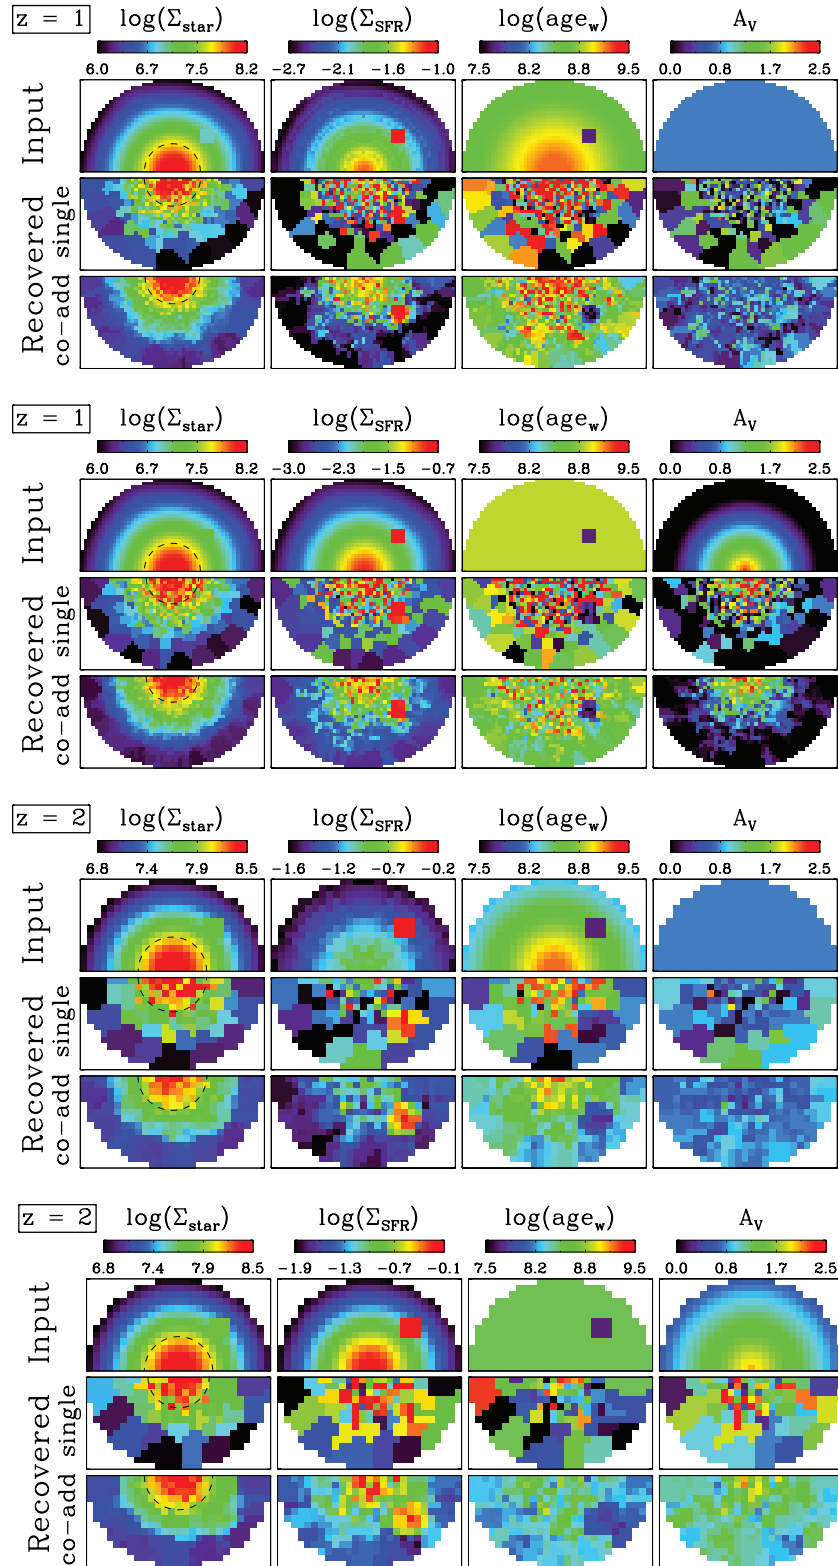 z = 1 log(Σstar) log(ΣSFR) log(agew) AV
6.0 6.7 7.5 8.2 −2.7 −2.1 −1.6 −1.0 7.5 8.2 8.8 9.5 0.0 0.8 1.7 2.5
Input
Recovered
single
co−add
z = 1 log(Σstar) log(ΣSFR) log(agew) AV
6.0 6.7 7.5 8.2 −3.0 −2.3 −1.5 −0.7 7.5 8.2 8.8 9.5 0.0 1.2 1.7 2.5
Input
Recovered
single
co−add
z = 2 log(Σstar) log(ΣSFR) log(agew) AV
6.8 7.4 7.9 8.5 −1.6 −1.2 −0.7 −0.2 7.5 8.2 8.8 9.5 0.0 0.8 1.7 2.5
Input
Recovered
single
co−add
z = 2 log(Σstar) log(ΣSFR) log(agew) AV
6.8 7.4 7.9 8.5 −1.9 −1.3 −0.7 −0.1 7.5 8.2 8.8 9.5 0.0 0.8 1.7 2.5
Input
Recovered
single
co−add